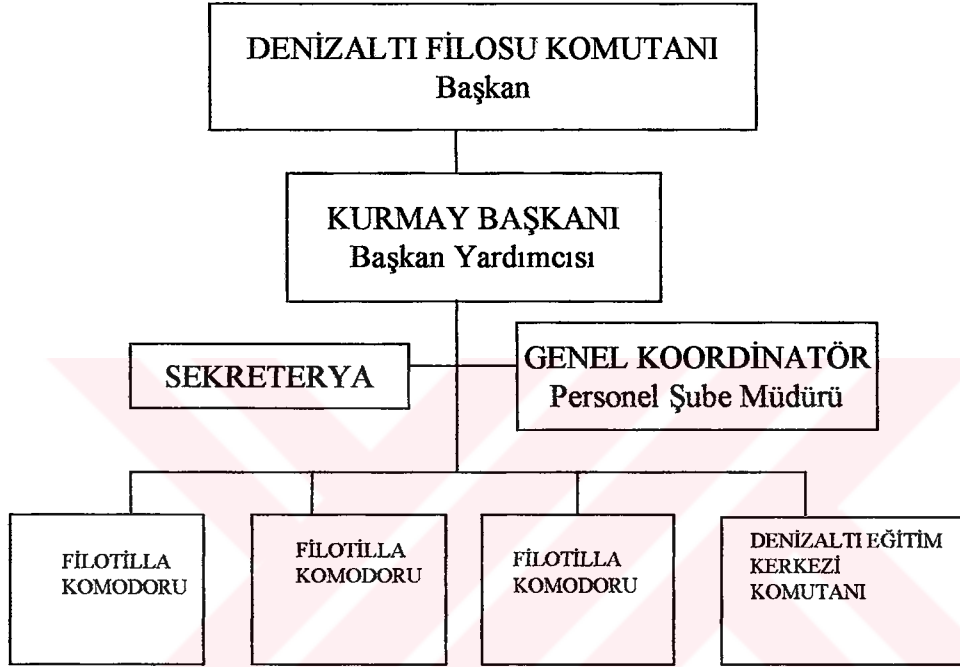 DENİZALTI FİLOSU KOMUTANI
Başkan
KURMAY BAŞKANI
Başkan Yardımcısı
SEKRETERYA
GENEL KOORDİNATÖR
Personel Şube Müdürü
FİLOTİLLA
KOMODORU
FİLOTİLLA
KOMODORU
FİLOTİLLA
KOMODORU
DENİZALTI EĞİTİM
KERKEZİ
KOMUTANI